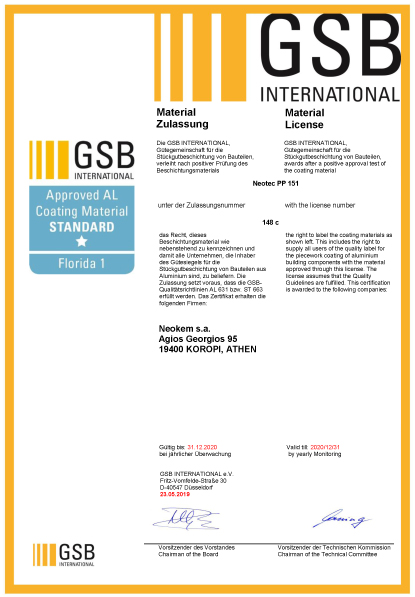 GSB
INTERNATIONAL
Material
Zulassung
Material
License
Die GSB INTERNATIONAL,
Gütegemeinschaft für die
Stückgutbeschichtung von Bauteilen,
verleiht nach positiver Prüfung des
Beschichtungsmaterials
GSB INTERNATIONAL,
Gütegemeinschaft für die
Stückgutbeschichtung von Bauteilen,
awards after a positive approval test of
the coating material
GSB
INTERNATIONAL
Approved AL
Coating Material
STANDARD
Florida 1
Neotec PP 151
unter der Zulassungsnummer
with the license number
148 c
das Recht, dieses
Beschichtungsmaterial wie
nebenstehend zu kennzeichnen und
damit alle Unternehmen, die Inhaber
des Gütesiegels für die
Stückgutbeschichtung von Bauteilen aus
Aluminium sind, zu beliefern. Die
Zulassung setzt voraus, dass die GSB-
Qualitätsrichtlinien AL 631 bzw. ST 663
erfüllt werden. Das Zertifikat erhalten die
folgenden Firmen:
the right to label the coating materials as
shown left. This includes the right to
supply all users of the quality label for
the piecework coating of aluminium
building components with the material
approved through this license. The
license assumes that the Quality
Guidelines are fulfilled. This certification
is awarded to the following companies:
Neokem s.a.
Agios Georgios 95
19400 KOROPI, ATHEN
Gültig bis: 31.12.2020
bei jährlicher Überwachung
Valid till: 2020/12/31
by yearly Monitoring
GSB INTERNATIONAL e.V.
Fritz-Vomfelde-Straße 30
D-40547 Düsseldorf
23.05.2019
Vorsitzender des Vorstandes
Chairman of the Board
Vorsitzender der Technischen Kommission
Chairman of the Technical Committee
GSB
INTERNATIONAL